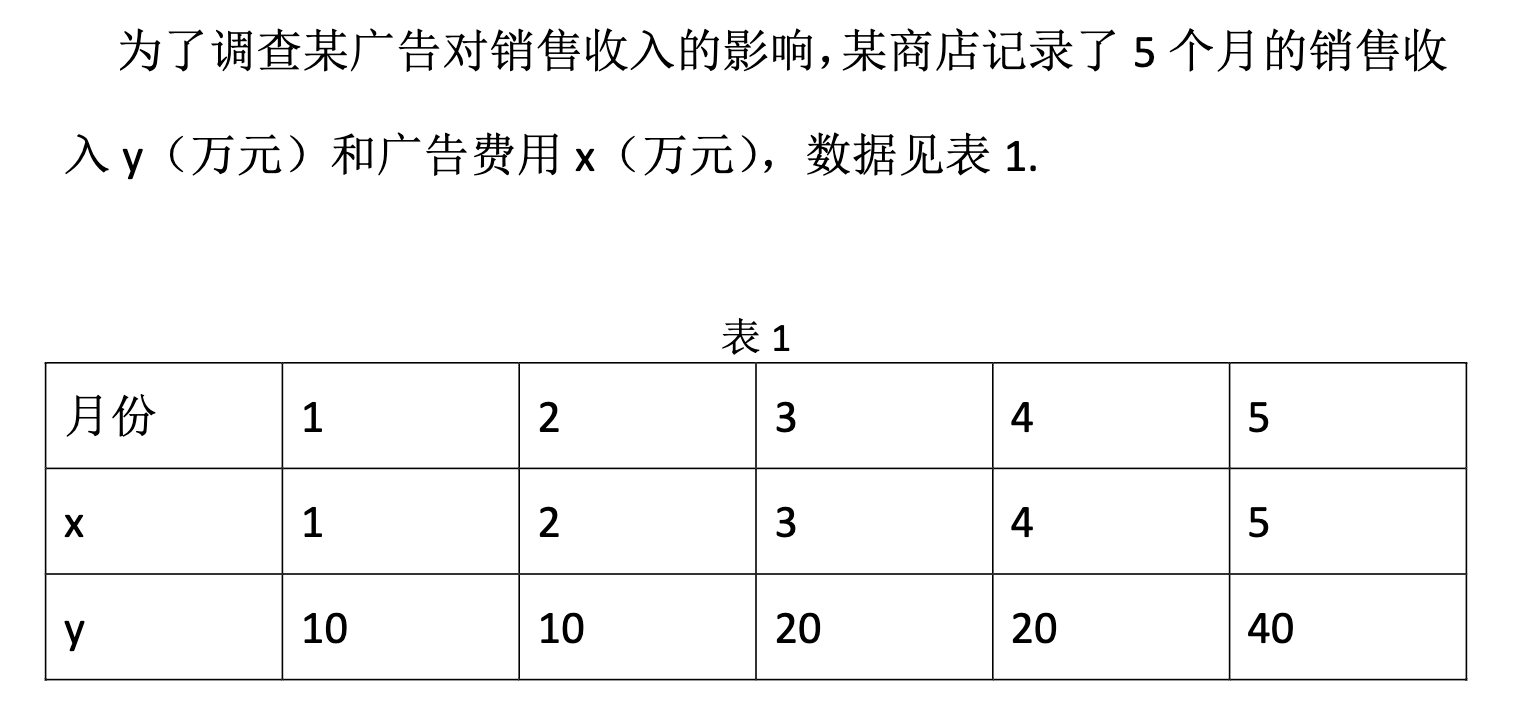 为了调查某广告对销售收入的影响,某商店记录了 5 个月的销售收
入 y（万元）和广告费用 x（万元），数据见表 1.
表 1
月份 1 2 3 4 5
x 1 2 3 4 5
y 10 10 20 20 40